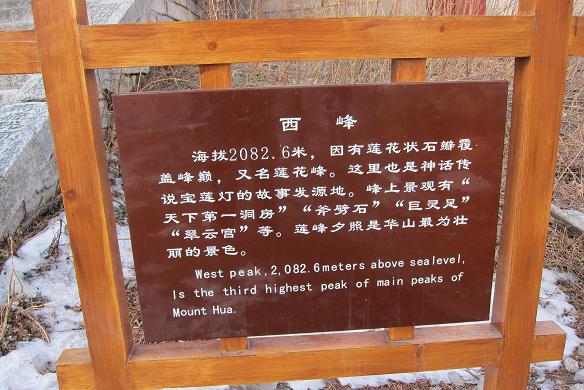 西 峰
海拔2082.6米，因有莲花状石瓣覆
盖峰巅，又名莲花峰。这里也是神话传
说宝莲灯的故事发源地。峰上景观有“
天下第一洞房”“斧劈石”“巨灵足”
“翠云宫”等。莲峰夕照是华山最为壮
丽的景色。
West peak,2,082.6meters above sealevel,
Is the third highest peak of main peaks of
Mount Hua.